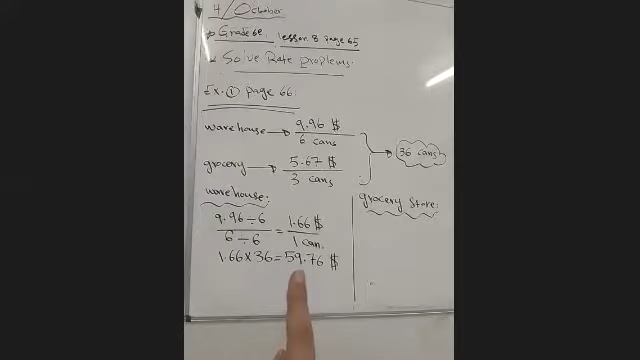 4/October
Grade 6e, lesson 8 page 65
Solve Rate proplems.
Ex.① page 66:
warehouse → 9.96 $ / 6 cans
36 cans
grocery → 5.67 $ / 3 cans
warehouse:
9.96 ÷ 6 / 6 ÷ 6 = 1.66 $ / 1 can.
1.66 × 36 = 59.76 $
grocery store: